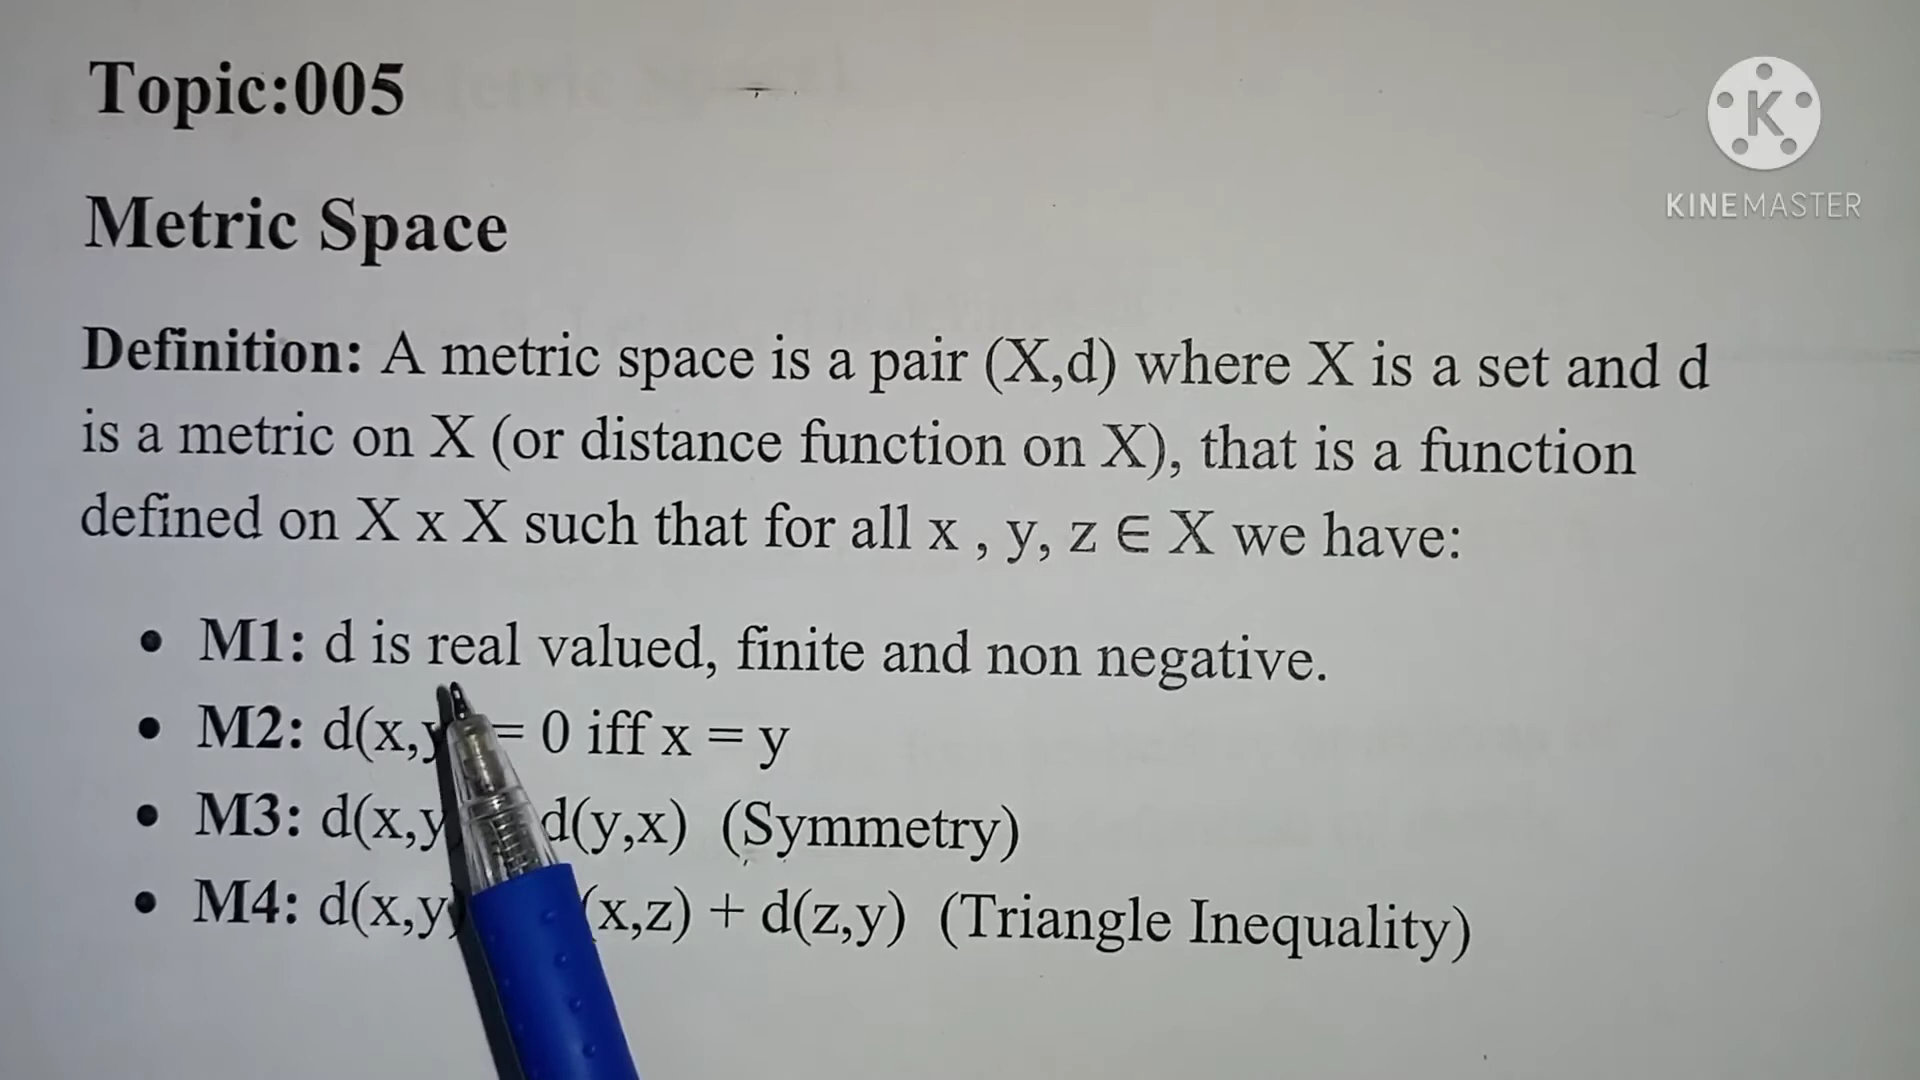 Topic:005
KINEMASTER
Metric Space
Definition: A metric space is a pair (X,d) where X is a set and d
is a metric on X (or distance function on X), that is a function
defined on X x X such that for all x , y, z ∈ X we have:
• M1: d is real valued, finite and non negative.
• M2: d(x,y = 0 iff x = y
• M3: d(x,y d(y,x) (Symmetry)
• M4: d(x,y) (x,z) + d(z,y) (Triangle Inequality)